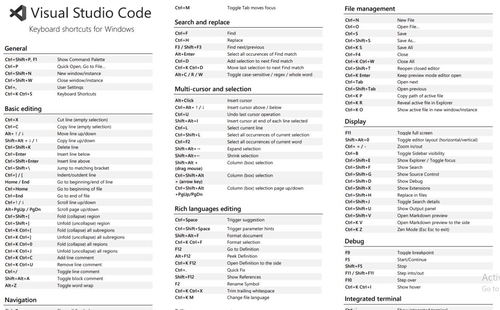 Visual Studio Code
Keyboard shortcuts for Windows
General
Ctrl+Shift+P, F1 Show Command Palette
Ctrl+P Quick Open, Go to File...
Ctrl+Shift+N New window/instance
Ctrl+Shift+W Close window/instance
Ctrl+, User Settings
Ctrl+K Ctrl+S Keyboard Shortcuts
Basic editing
Ctrl+X Cut line (empty selection)
Ctrl+C Copy line (empty selection)
Alt+ ↑ / ↓ Move line up/down
Shift+Alt + ↓ / ↑ Copy line up/down
Ctrl+Shift+K Delete line
Ctrl+Enter Insert line below
Ctrl+Shift+Enter Insert line above
Ctrl+Shift+\ Jump to matching bracket
Ctrl+] / [ Indent/outdent line
Home / End Go to beginning/end of line
Ctrl+Home Go to beginning of file
Ctrl+End Go to end of file
Ctrl+↑ / ↓ Scroll line up/down
Alt+PgUp / PgDn Scroll page up/down
Ctrl+Shift+[ Fold (collapse) region
Ctrl+Shift+] Unfold (uncollapse) region
Ctrl+K Ctrl+[ Fold (collapse) all subregions
Ctrl+K Ctrl+] Unfold (uncollapse) all subregions
Ctrl+K Ctrl+0 Fold (collapse) all regions
Ctrl+K Ctrl+J Unfold (uncollapse) all regions
Ctrl+K Ctrl+C Add line comment
Ctrl+K Ctrl+U Remove line comment
Ctrl+/ Toggle line comment
Shift+Alt+A Toggle block comment
Alt+Z Toggle word wrap
Navigation
Ctrl+M Toggle Tab moves focus
Search and replace
Ctrl+F Find
Ctrl+H Replace
F3 / Shift+F3 Find next/previous
Alt+Enter Select all occurences of Find match
Ctrl+D Add selection to next Find match
Ctrl+K Ctrl+D Move last selection to next Find match
Alt+C / R / W Toggle case-sensitive / regex / whole word
Multi-cursor and selection
Alt+Click Insert cursor
Ctrl+Alt+ ↑ / ↓ Insert cursor above / below
Ctrl+U Undo last cursor operation
Shift+Alt+I Insert cursor at end of each line selected
Ctrl+L Select current line
Ctrl+Shift+L Select all occurrences of current selection
Ctrl+F2 Select all occurrences of current word
Shift+Alt+→ Expand selection
Shift+Alt+← Shrink selection
Shift+Alt + (drag mouse) Column (box) selection
Ctrl+Shift+Alt + (arrow key) Column (box) selection
Ctrl+Shift+Alt +PgUp/PgDn Column (box) selection page up/down
Rich languages editing
Ctrl+Space Trigger suggestion
Ctrl+Shift+Space Trigger parameter hints
Shift+Alt+F Format document
Ctrl+K Ctrl+F Format selection
F12 Go to Definition
Alt+F12 Peek Definition
Ctrl+K F12 Open Definition to the side
Ctrl+. Quick Fix
Shift+F12 Show References
F2 Rename Symbol
Ctrl+K Ctrl+X Trim trailing whitespace
Ctrl+K M Change file language
File management
Ctrl+N New File
Ctrl+O Open File...
Ctrl+S Save
Ctrl+Shift+S Save As...
Ctrl+K S Save All
Ctrl+F4 Close
Ctrl+K Ctrl+W Close All
Ctrl+Shift+T Reopen closed editor
Ctrl+K Enter Keep preview mode editor open
Ctrl+Tab Open next
Ctrl+Shift+Tab Open previous
Ctrl+K P Copy path of active file
Ctrl+K R Reveal active file in Explorer
Ctrl+K O Show active file in new window/instance
Display
F11 Toggle full screen
Shift+Alt+0 Toggle editor layout (horizontal/vertical)
Ctrl+ = / - Zoom in/out
Ctrl+B Toggle Sidebar visibility
Ctrl+Shift+E Show Explorer / Toggle focus
Ctrl+Shift+F Show Search
Ctrl+Shift+G Show Source Control
Ctrl+Shift+D Show Debug
Ctrl+Shift+X Show Extensions
Ctrl+Shift+H Replace in files
Ctrl+Shift+J Toggle Search details
Ctrl+Shift+U Show Output panel
Ctrl+Shift+V Open Markdown preview
Ctrl+K V Open Markdown preview to the side
Ctrl+K Z Zen Mode (Esc Esc to exit)
Debug
F9 Toggle breakpoint
F5 Start/Continue
Shift+F5 Stop
F11 / Shift+F11 Step into/out
F10 Step over
Ctrl+K Ctrl+I Show hover
Integrated terminal
Activ
Go to